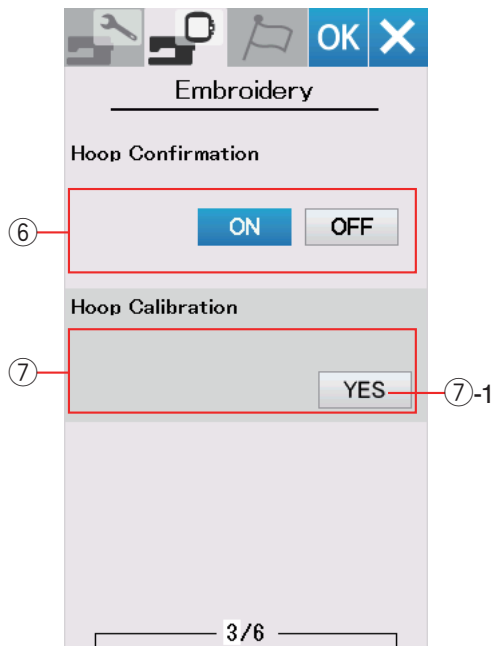 OK
Embroidery
Hoop Confirmation
⑥ ON OFF
Hoop Calibration
⑦ YES ⑦-1
3/6